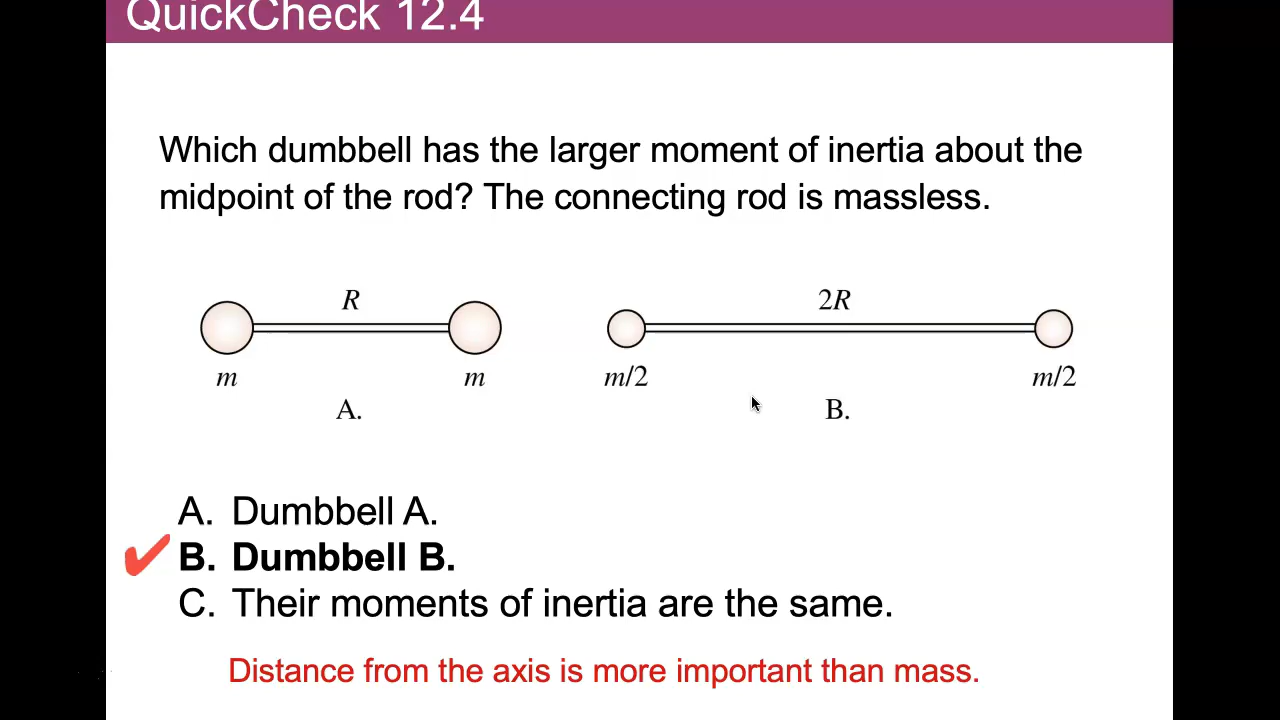 QuickCheck 12.4
Which dumbbell has the larger moment of inertia about the
midpoint of the rod? The connecting rod is massless.
R
2R
m
m
m/2
m/2
A.
B.
A. Dumbbell A.
✔ B. Dumbbell B.
C. Their moments of inertia are the same.
Distance from the axis is more important than mass.